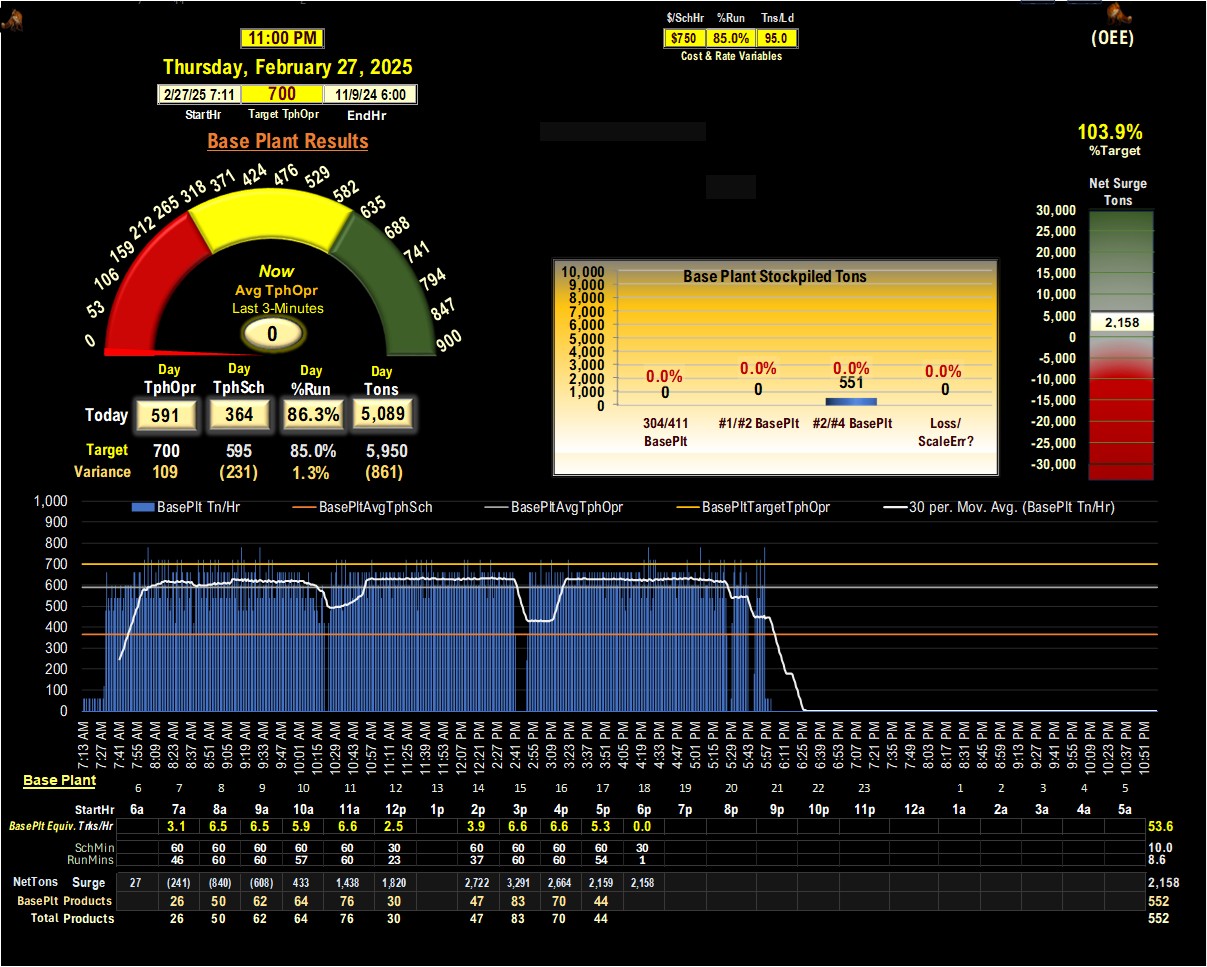 $/SchHr %Run Tns/Ld
11:00 PM
$750 85.0% 95.0
(OEE)
Cost & Rate Variables
Thursday, February 27, 2025
2/27/25 7:11 700 11/9/24 6:00
StartHr Target TphOpr EndHr
Base Plant Results
103.9%
%Target
Net Surge
Tons
0 53 106 159 212 265 318 371 424 476 529 582 635 688 741 794 847 900
Now
Avg TphOpr
Last 3-Minutes
0
30,000
25,000
20,000
15,000
10,000
5,000
2,158
0
-5,000
-10,000
-15,000
-20,000
-25,000
-30,000
Base Plant Stockpiled Tons
10,000
9,000
8,000
7,000
6,000
5,000
4,000
3,000
2,000
1,000
0
0.0% 0.0% 0.0% 0.0%
0 0 551 0
304/411 BasePlt
#1/#2 BasePlt
#2/#4 BasePlt
Loss/ ScaleErr?
Day Day Day Day
TphOpr TphSch %Run Tons
Today 591 364 86.3% 5,089
Target 700 595 85.0% 5,950
Variance 109 (231) 1.3% (861)
BasePlt Tn/Hr BasePltAvgTphSch BasePltAvgTphOpr BasePltTargetTphOpr 30 per. Mov. Avg. (BasePlt Tn/Hr)
1,000
900
800
700
600
500
400
300
200
100
0
7:13 AM 7:27 AM 7:41 AM 7:55 AM 8:09 AM 8:23 AM 8:37 AM 8:51 AM 9:05 AM 9:19 AM 9:33 AM 9:47 AM 10:01 AM 10:15 AM 10:29 AM 10:43 AM 10:57 AM 11:11 AM 11:25 AM 11:39 AM 11:53 AM 12:07 PM 12:21 PM 2:27 PM 2:41 PM 2:55 PM 3:09 PM 3:23 PM 3:37 PM 3:51 PM 4:05 PM 4:19 PM 4:33 PM 4:47 PM 5:01 PM 5:15 PM 5:29 PM 5:43 PM 5:57 PM 6:11 PM 6:25 PM 6:39 PM 6:53 PM 7:07 PM 7:21 PM 7:35 PM 7:49 PM 8:03 PM 8:17 PM 8:31 PM 8:45 PM 8:59 PM 9:13 PM 9:27 PM 9:41 PM 9:55 PM 10:09 PM 10:23 PM 10:37 PM 10:51 PM
Base Plant
6 7 8 9 10 11 12 13 14 15 16 17 18 19 20 21 22 23 1 2 3 4 5
StartHr 6a 7a 8a 9a 10a 11a 12p 1p 2p 3p 4p 5p 6p 7p 8p 9p 10p 11p 12a 1a 2a 3a 4a 5a
BasePlt Equiv. Trks/Hr 3.1 6.5 6.5 5.9 6.6 2.5 3.9 6.6 6.6 5.3 0.0 53.6
SchMin 60 60 60 60 60 30 60 60 60 60 30 10.0
RunMins 46 60 60 57 60 23 37 60 60 54 1 8.6
NetTons Surge 27 (241) (840) (608) 433 1,438 1,820 2,722 3,291 2,664 2,159 2,158 2,158
BasePlt Products 26 50 62 64 76 30 47 83 70 44 552
Total Products 26 50 62 64 76 30 47 83 70 44 552